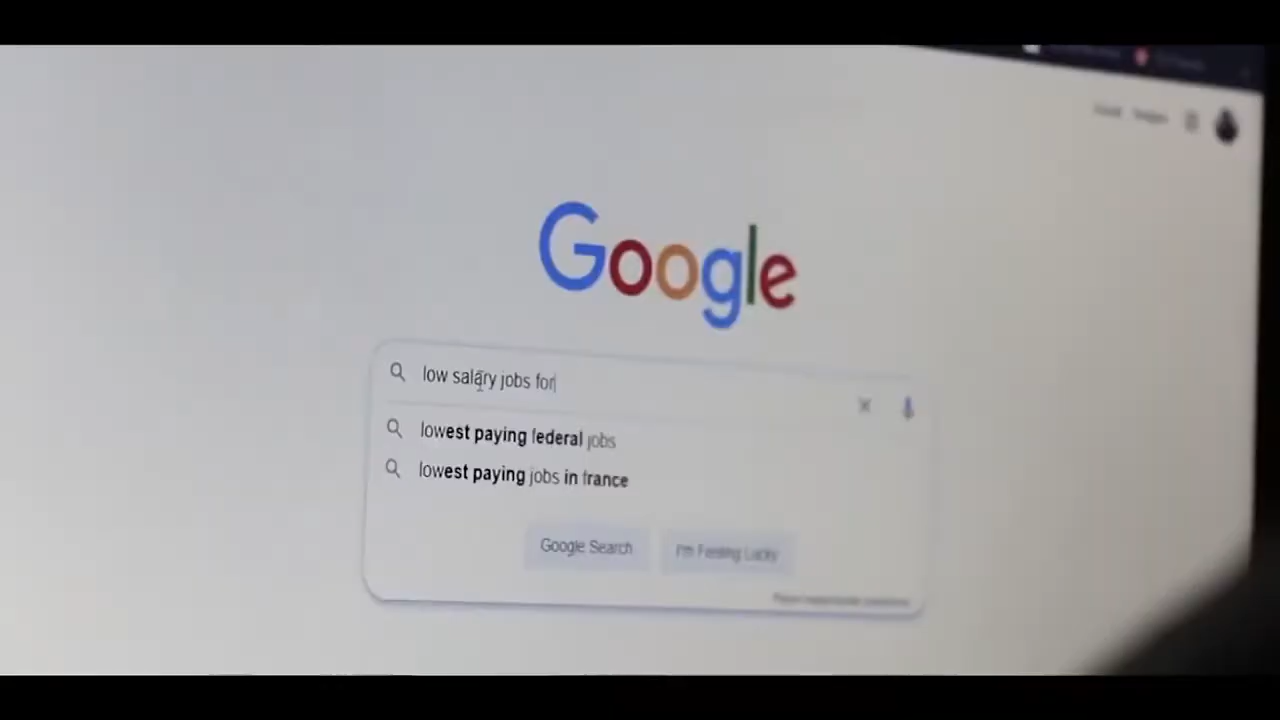 Google
low salary jobs for
lowest paying federal jobs
lowest paying jobs in france
Google Search
I'm Feeling Lucky